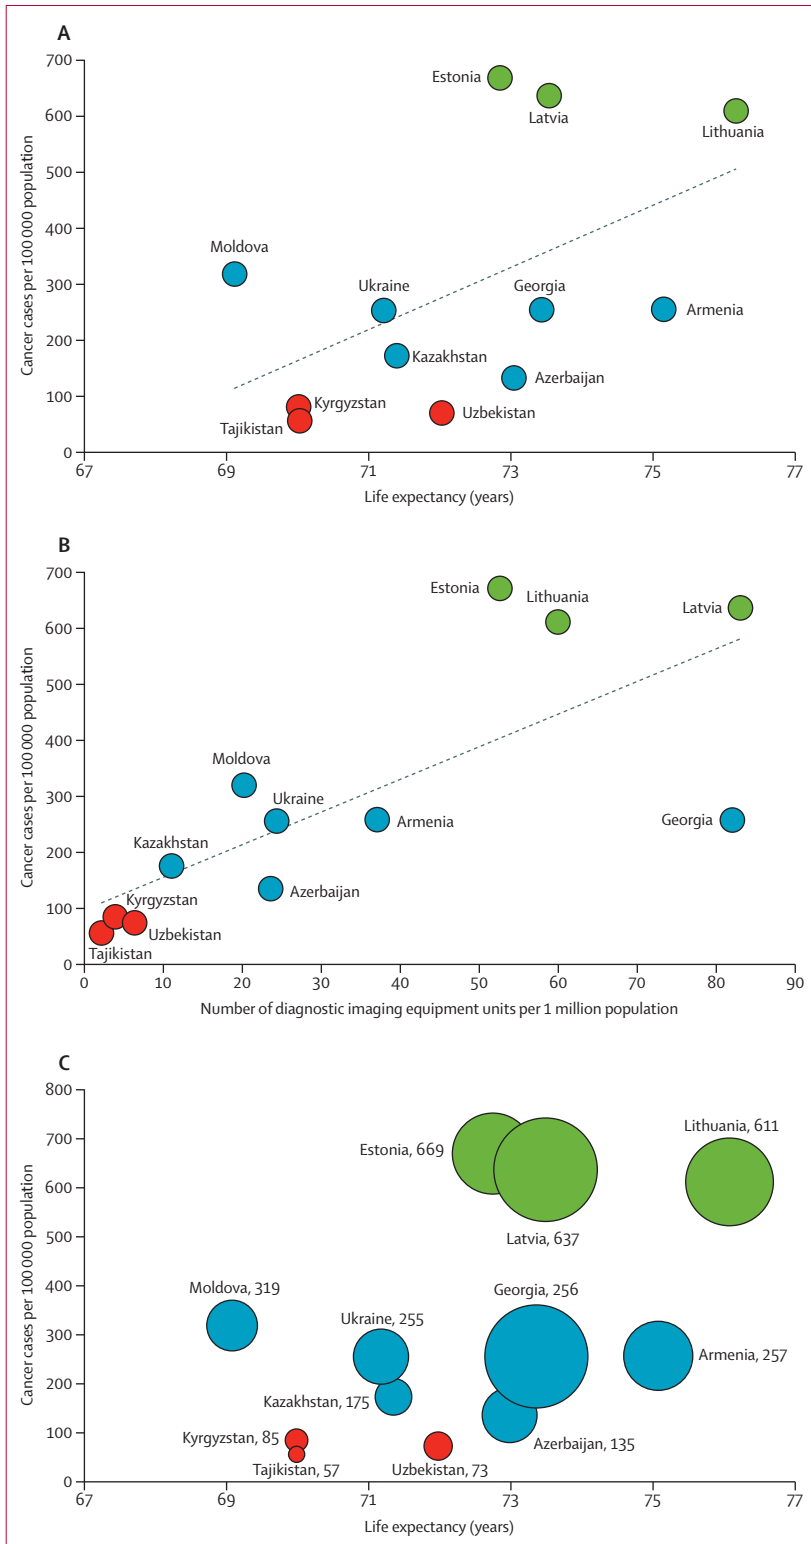 A
700
600
500
400
300
200
100
0
Cancer cases per 100 000 population
Estonia
Latvia
Lithuania
Moldova
Ukraine
Georgia
Armenia
Kazakhstan
Azerbaijan
Kyrgyzstan
Tajikistan
Uzbekistan
67
69
71
73
75
77
Life expectancy (years)
B
700
600
500
400
300
200
100
0
Cancer cases per 100 000 population
Estonia
Lithuania
Latvia
Moldova
Ukraine
Armenia
Georgia
Kazakhstan
Azerbaijan
Kyrgyzstan
Uzbekistan
Tajikistan
0
10
20
30
40
50
60
70
80
90
Number of diagnostic imaging equipment units per 1 million population
C
800
700
600
500
400
300
200
100
0
Cancer cases per 100 000 population
Lithuania, 611
Estonia, 669
Latvia, 637
Moldova, 319
Georgia, 256
Ukraine, 255
Armenia, 257
Kazakhstan, 175
Kyrgyzstan, 85
Azerbaijan, 135
Tajikistan, 57
Uzbekistan, 73
67
69
71
73
75
77
Life expectancy (years)